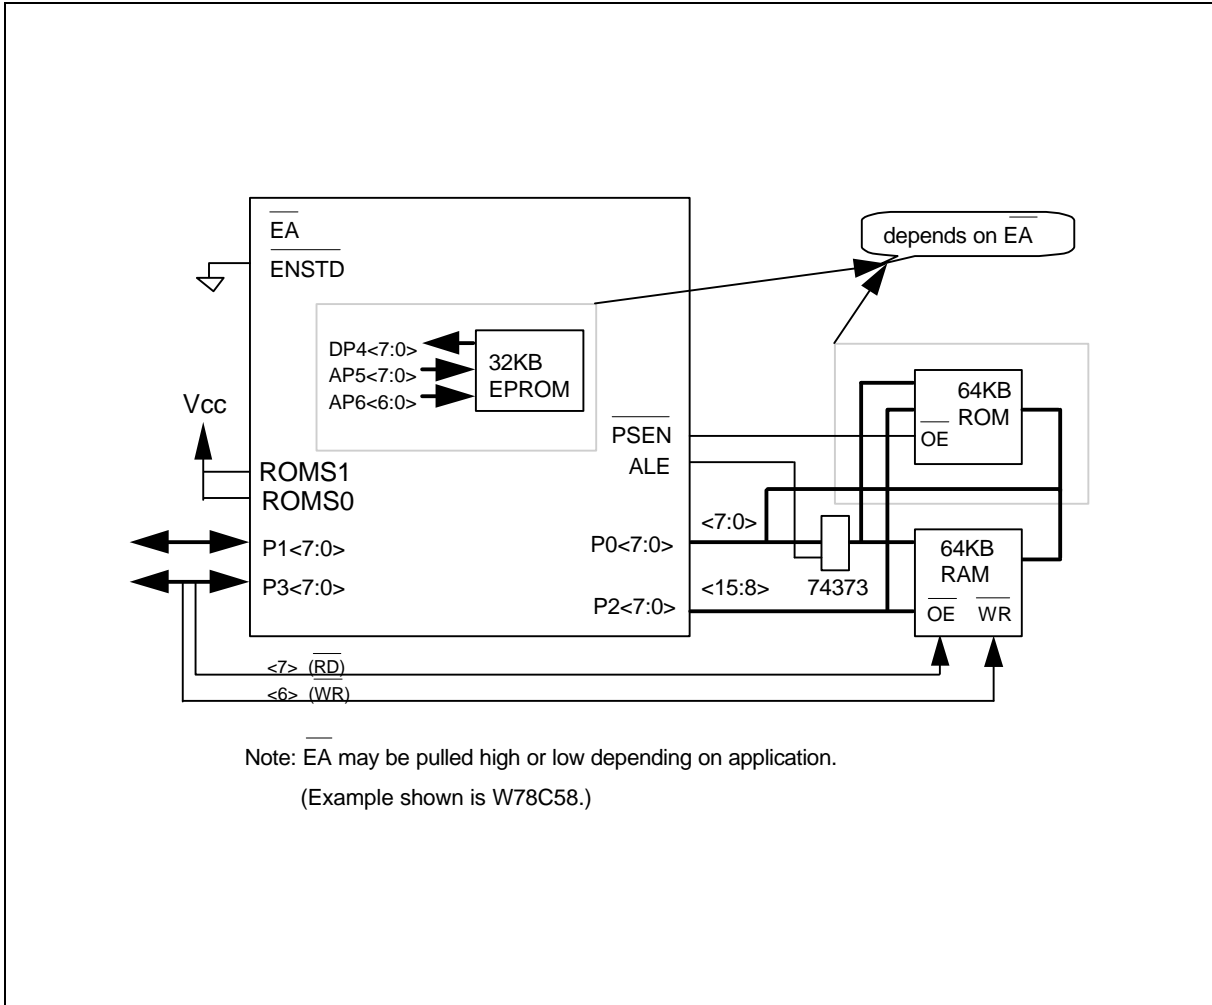 EA
depends on EA
ENSTD
DP4<7:0>
AP5<7:0>
AP6<6:0>
32KB
EPROM
64KB
ROM
OE
Vcc
PSEN
ALE
ROMS1
ROMS0
<7:0>
P1<7:0>
P0<7:0>
64KB
RAM
P3<7:0>
<15:8>
74373
P2<7:0>
OE WR
<7> (RD)
<6> (WR)
Note: EA may be pulled high or low depending on application.
(Example shown is W78C58.)